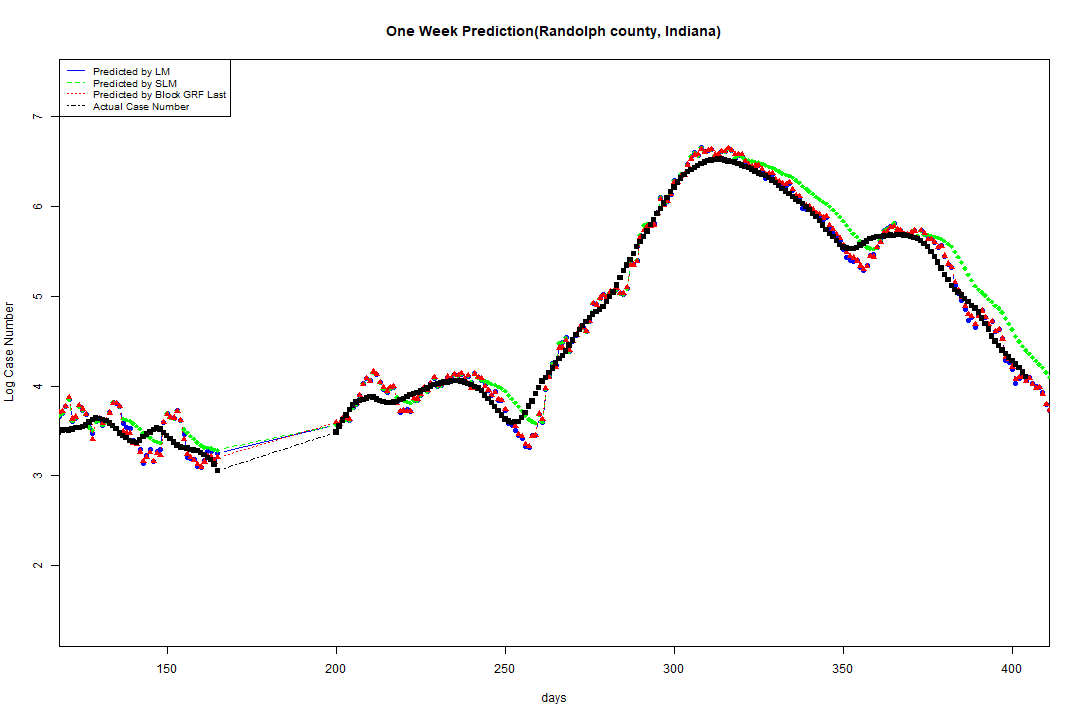 One Week Prediction(Randolph county, Indiana)
Predicted by LM
Predicted by SLM
Predicted by Block GRF Last
Actual Case Number
7
6
5
4
3
2
Log Case Number
150 200 250 300 350 400
days